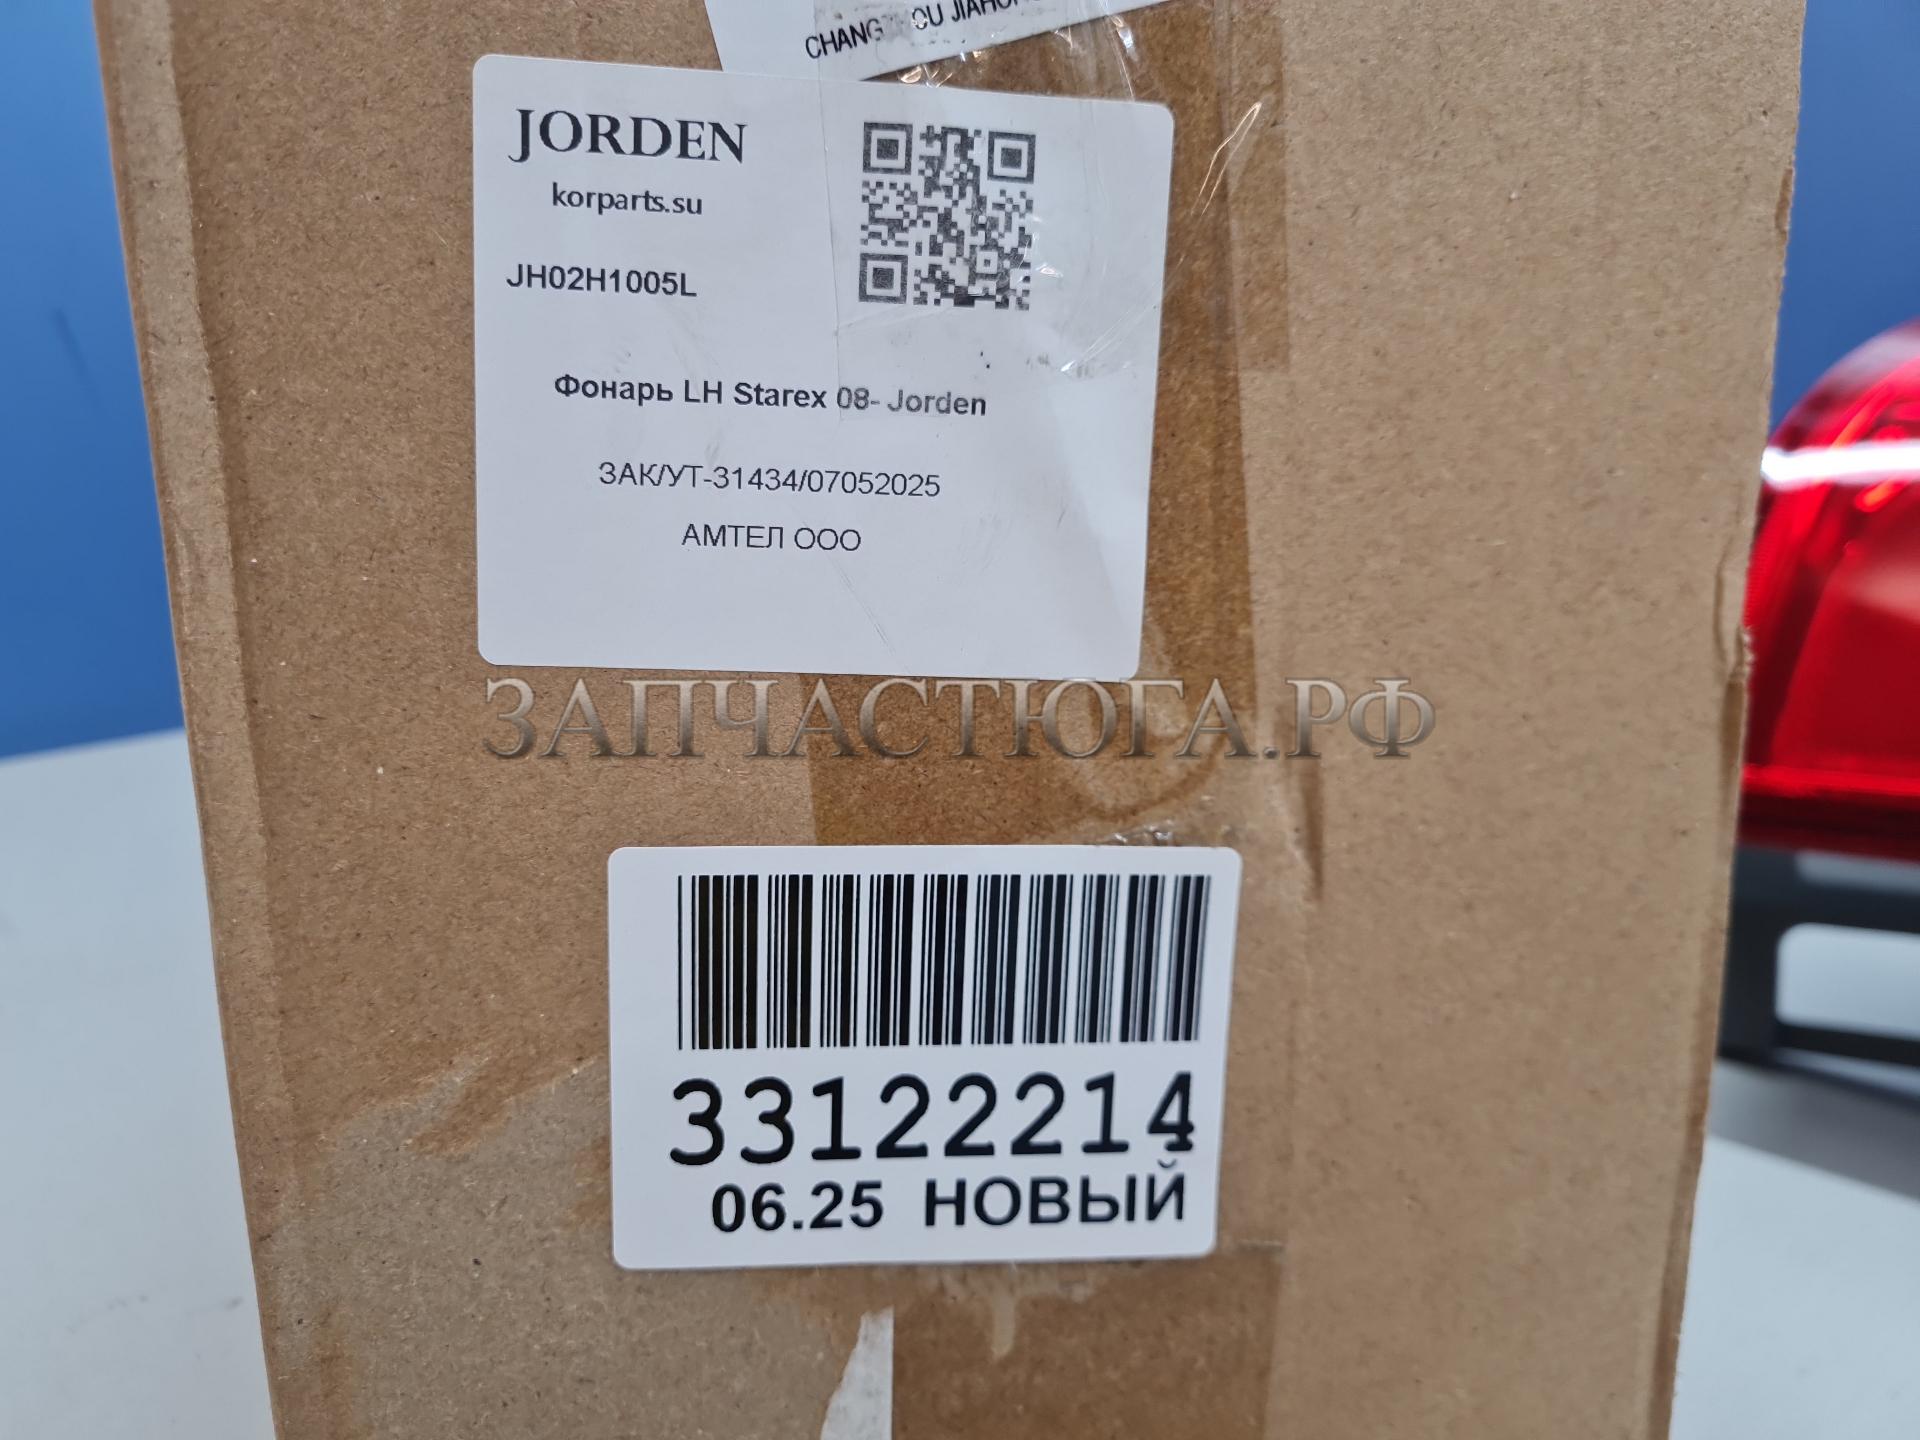 JORDEN
korparts.su
JH02H1005L
Фонарь LH Starex 08- Jorden
ЗАК/УТ-31434/07052025
АМТЕЛ ООО
ЗАПЧАСТЮГА.РФ
33122214
06.25 НОВЫЙ